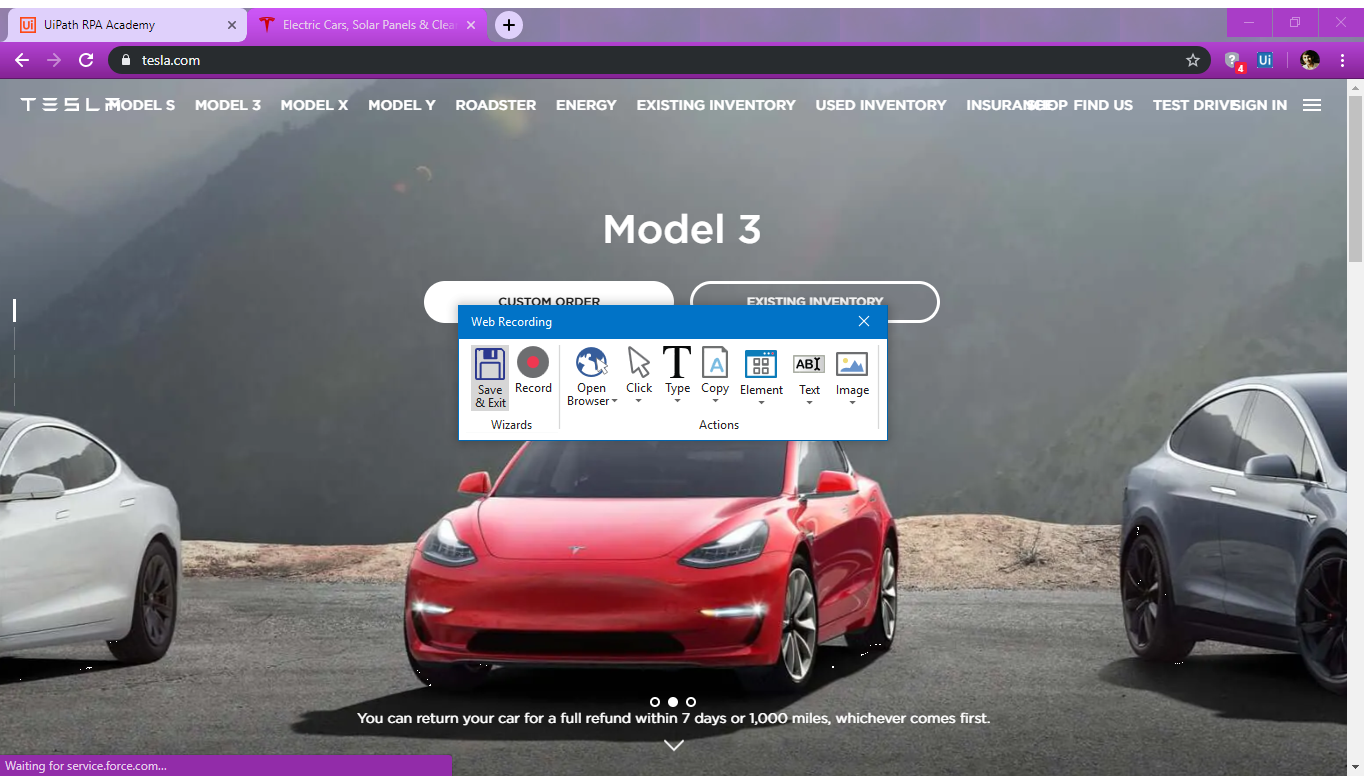 UiPath RPA Academy
Electric Cars, Solar Panels & Clea
tesla.com
4
Ui
TESLA
MODEL S MODEL 3 MODEL X MODEL Y ROADSTER ENERGY EXISTING INVENTORY USED INVENTORY INSURANCE SHOP FIND US TEST DRIVE SIGN IN
Model 3
CUSTOM ORDER EXISTING INVENTORY
Web Recording
Save & Exit
Record
Open Browser
Click
Type
Copy
Element
Text
Image
Wizards Actions
You can return your car for a full refund within 7 days or 1,000 miles, whichever comes first.
Waiting for service.force.com...